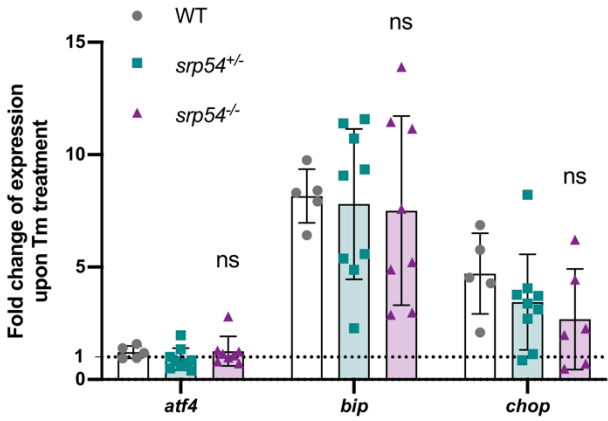 WT
srp54+/-
srp54-/-
ns
ns
ns
Fold change of expression
upon Tm treatment
15
10
5
1
0
atf4
bip
chop